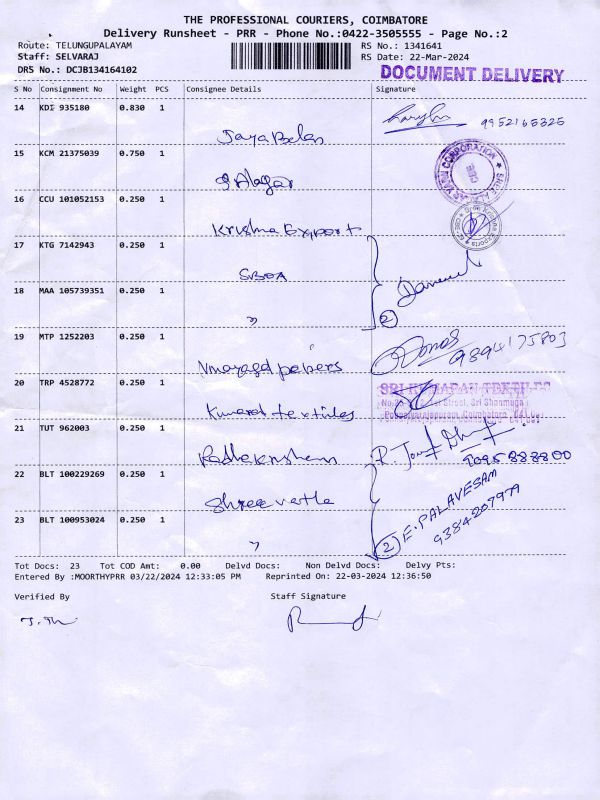 THE PROFESSIONAL COURIERS, COIMBATORE
Delivery Runsheet - PRR - Phone No.:0422-3505555 - Page No.:2
Route: TELUNGUPALAYAM RS No.: 1341641
Staff: SELVARAJ RS Date: 22-Mar-2024
DRS No.: DCJB134164102 DOCUMENT DELIVERY
S No Consignment No Weight PCS Consignee Details Signature
14 KDI 935180 0.830 1
9952165325
15 KCM 21375039 0.750 1
CORPORATION
16 CCU 101052153 0.250 1
Krishna Export
17 KTG 7142943 0.250 1
SBOA
18 MAA 105739351 0.250 1
" 2
19 MTP 1252203 0.250 1
papers 9894175803
20 TRP 4528772 0.250 1
textiles
21 TUT 962003 0.250 1
Radhakrishnan
9095888800
22 BLT 100229269 0.250 1
Shree
23 BLT 100953024 0.250 1
" 2 E. PALAVESAM
9384207979
Tot Docs: 23 Tot COD Amt: 0.00 Delvd Docs: Non Delvd Docs: Delvy Pts:
Entered By :MOORTHYPRR 03/22/2024 12:33:05 PM Reprinted On: 22-03-2024 12:36:50
Verified By Staff Signature